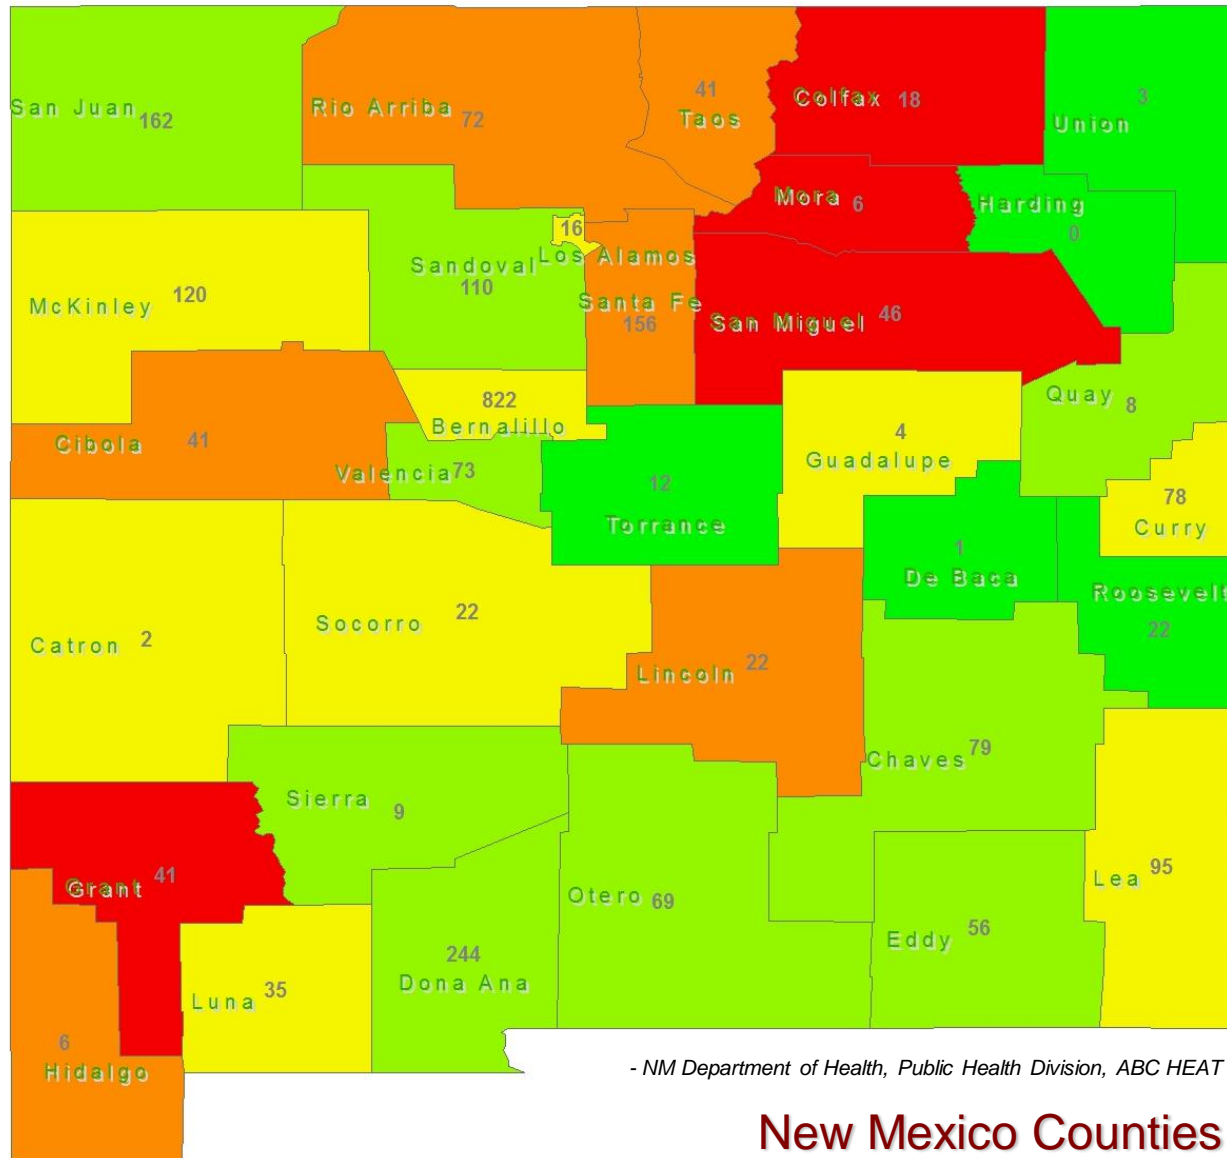 San Juan 162
Rio Arriba 72
41
Taos
Colfax 18
3
Union
Mora 6
Harding
0
16
Los Alamos
Sandoval
110
McKinley 120
Santa Fe
156
San Miguel 46
Quay 8
822
Bernalillo
Cibola 41
Valencia 73
4
Guadalupe
12
Torrance
78
Curry
1
De Baca
Roosevelt
22
Catron 2
Socorro 22
Lincoln 22
Chaves 79
Sierra 9
Grant 41
Otero 69
Lea 95
Eddy 56
244
Dona Ana
Luna 35
6
Hidalgo
- NM Department of Health, Public Health Division, ABC HEAT
New Mexico Counties